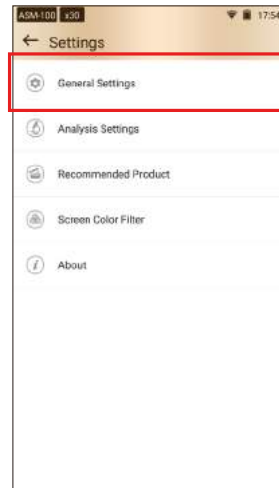 ASM-100 x30 17:54
Settings
General Settings
Analysis Settings
Recommended Product
Screen Color Filter
About